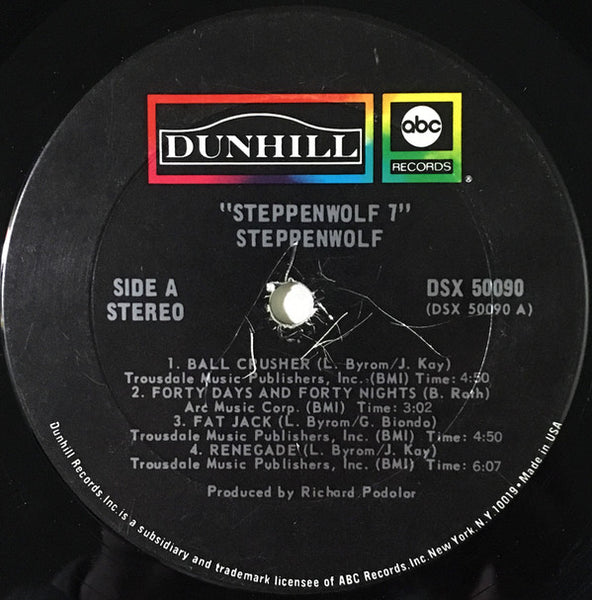 DUNHILL
abc
RECORDS
®
"STEPPENWOLF 7"
STEPPENWOLF
SIDE A
STEREO
DSX 50090
(DSX 50090 A)
1. BALL CRUSHER (L. Byrom/J. Kay)
Trousdale Music Publishers, Inc. (BMI) Time: 4:50
2. FORTY DAYS AND FORTY NIGHTS (B. Roth)
Arc Music Corp. (BMI) Time: 3:02
3. FAT JACK (L. Byrom/G. Biondo)
Trousdale Music Publishers, Inc. (BMI) Time: 4:50
4. RENEGADE (L. Byrom/J. Kay)
Trousdale Music Publishers, Inc. (BMI) Time: 6:07
Produced by Richard Podolor
Dunhill Records, Inc. is a subsidiary and trademark licensee of ABC Records, Inc. New York, N.Y. 10019 • Made in USA